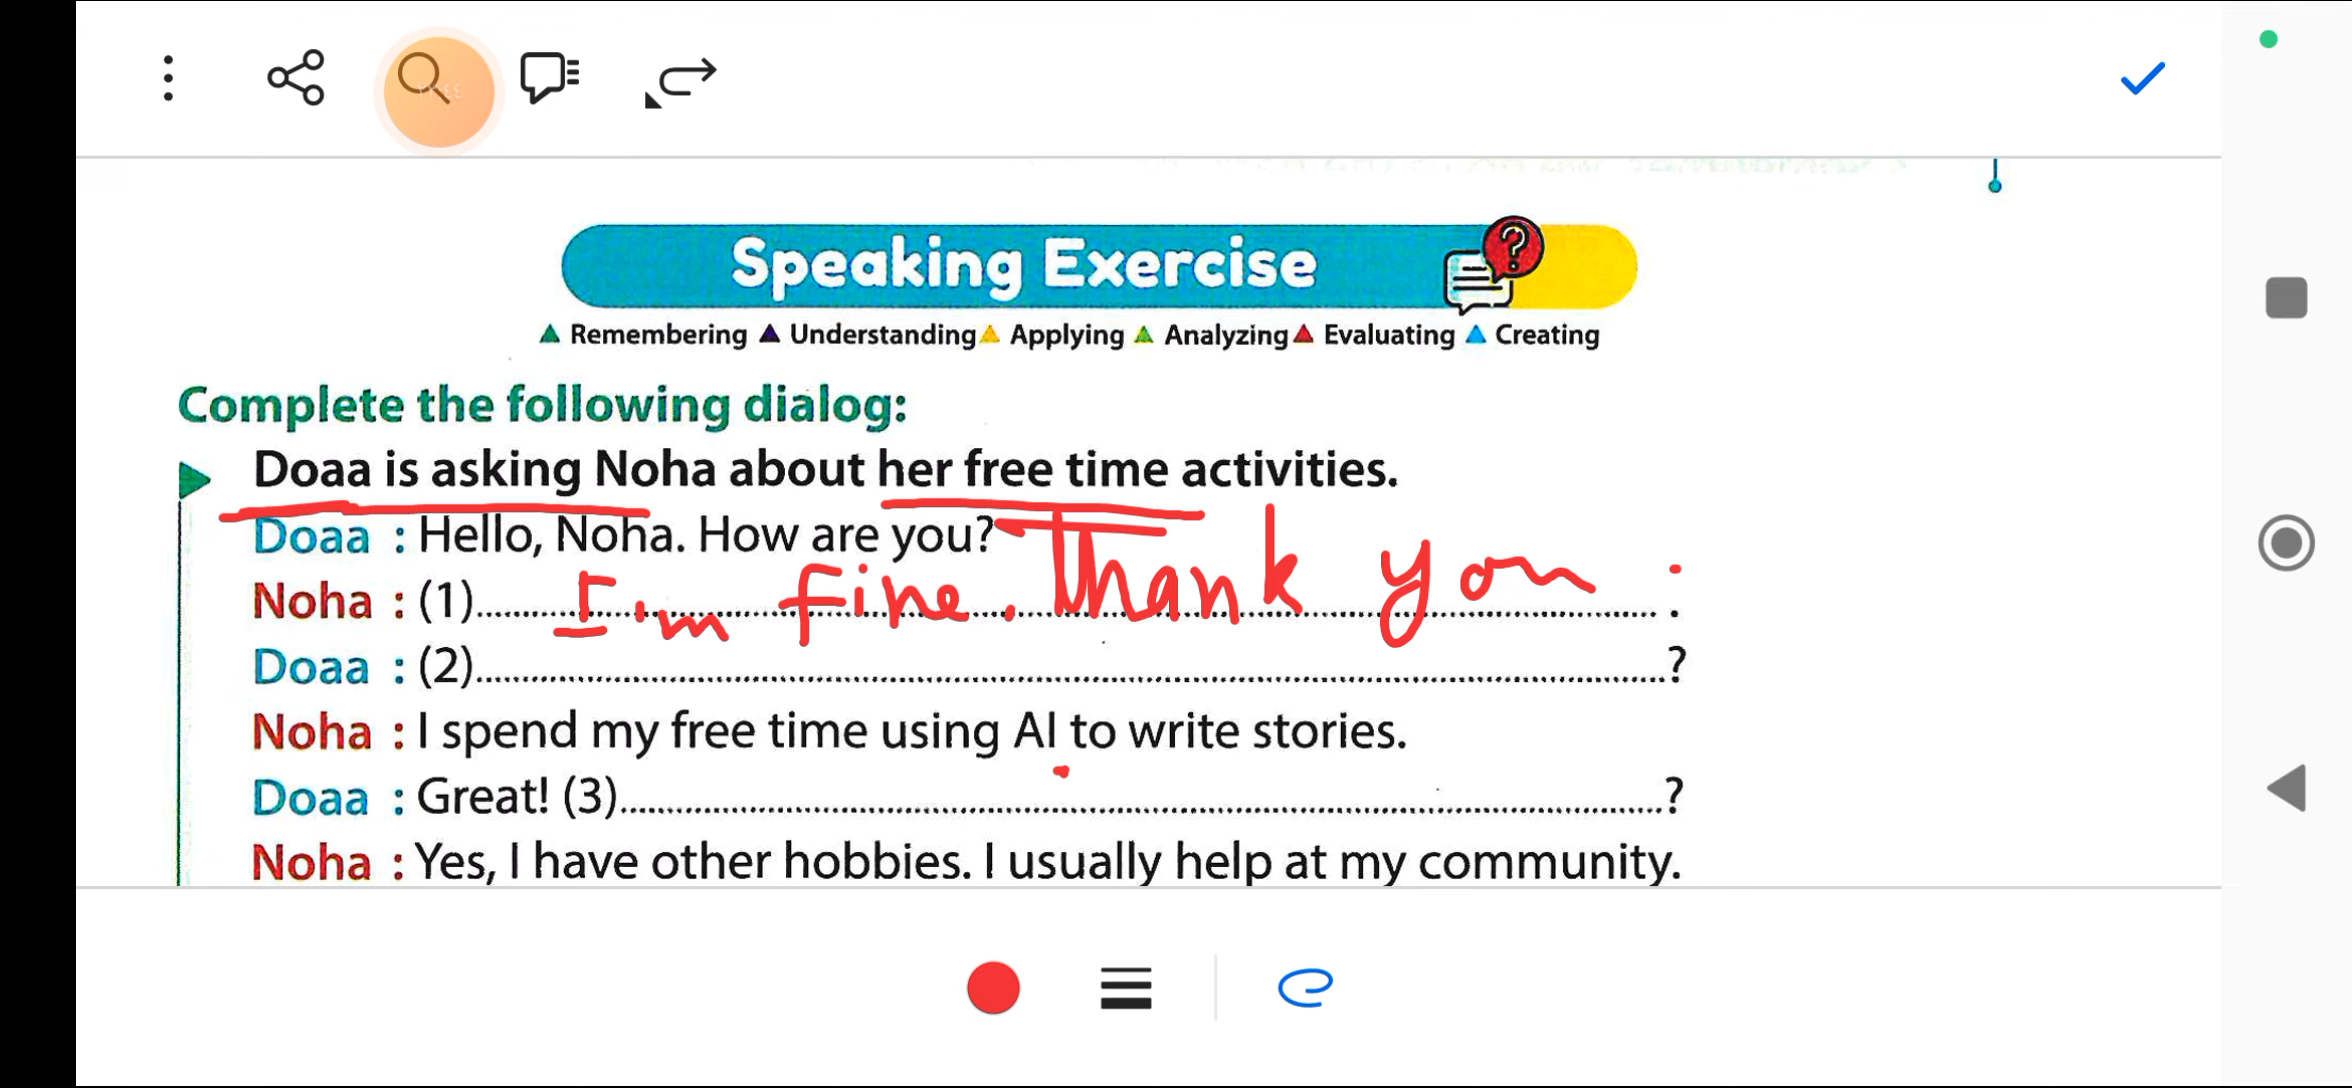 Speaking Exercise
Remembering Understanding Applying Analyzing Evaluating Creating
Complete the following dialog:
Doaa is asking Noha about her free time activities.
Doaa : Hello, Noha. How are you?
Noha : (1).......... I'm fine. Thank you .
Doaa : (2)..........?
Noha : I spend my free time using AI to write stories.
Doaa : Great! (3)..........?
Noha : Yes, I have other hobbies. I usually help at my community.